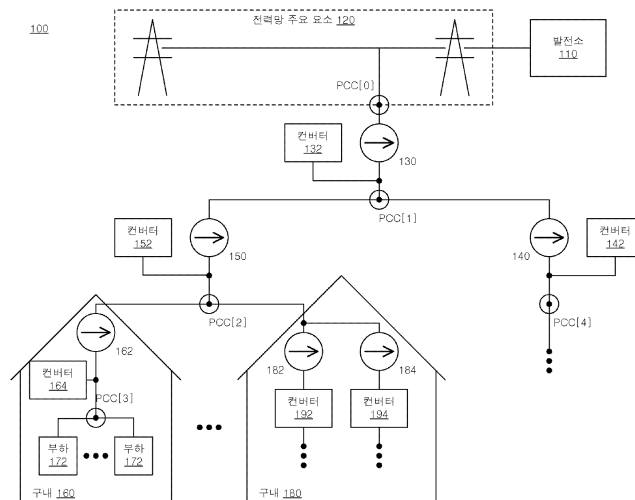 100
전력망 주요 요소 120
발전소
110
PCC[0]
컨버터
132
130
PCC[1]
컨버터
152
150
140
컨버터
142
PCC[2]
PCC[4]
162
182
184
컨버터
164
PCC[3]
컨버터
192
컨버터
194
부하
172
부하
172
구내 160
구내 180